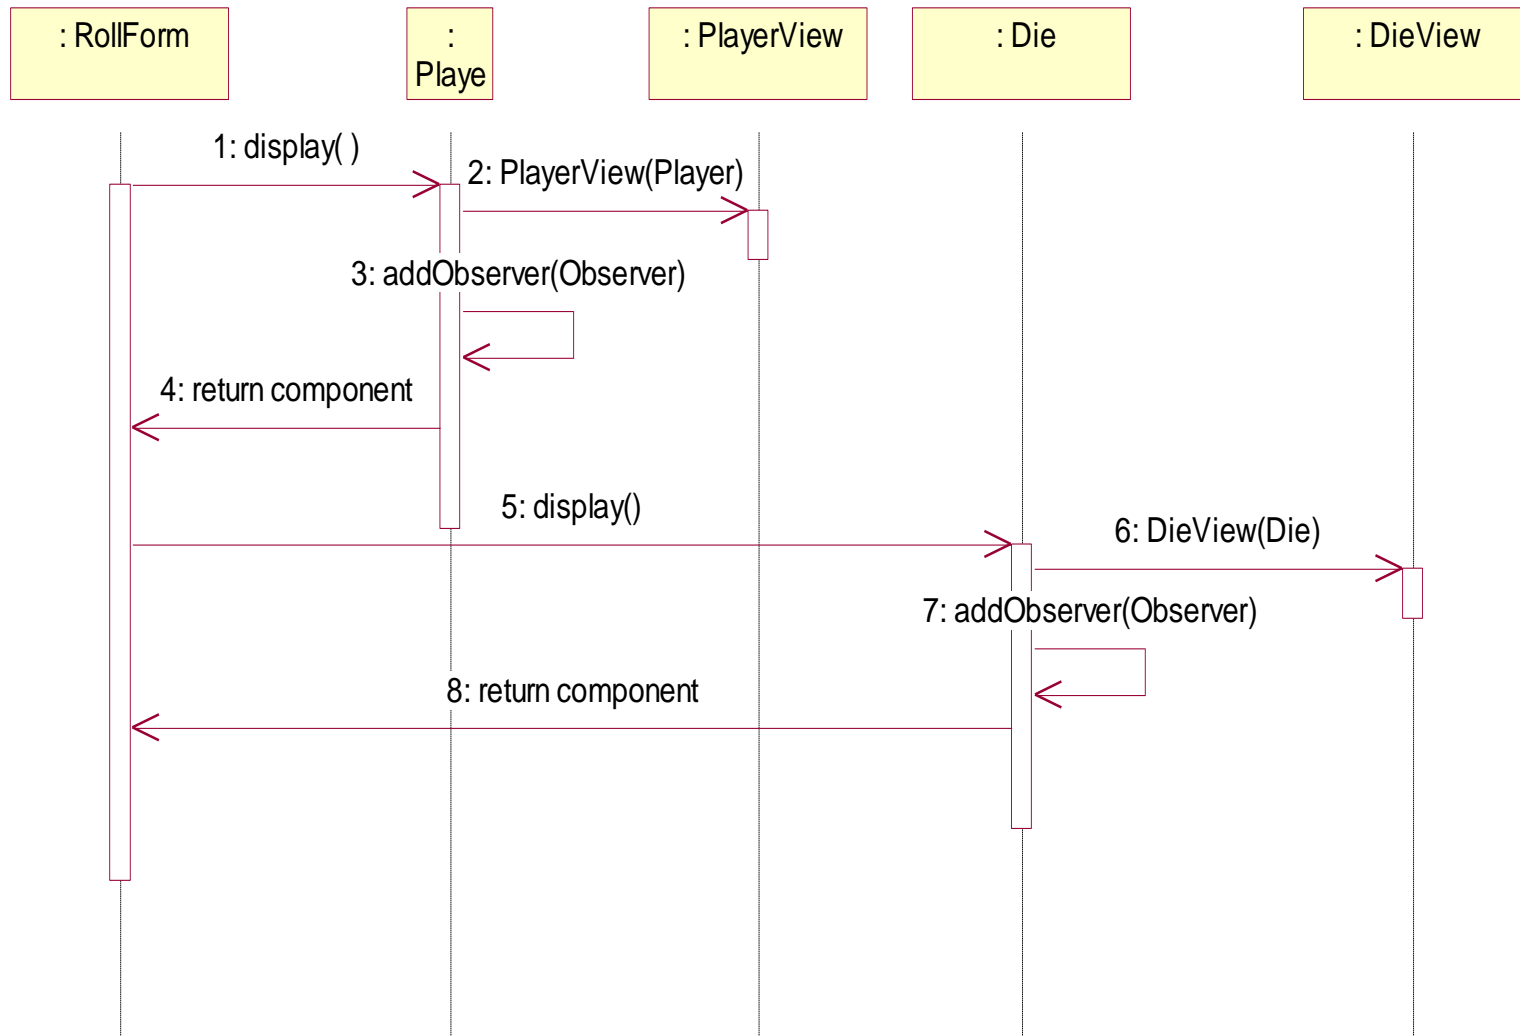 : RollForm
:
Playe
: PlayerView
: Die
: DieView
1: display( )
2: PlayerView(Player)
3: addObserver(Observer)
4: return component
5: display()
6: DieView(Die)
7: addObserver(Observer)
8: return component